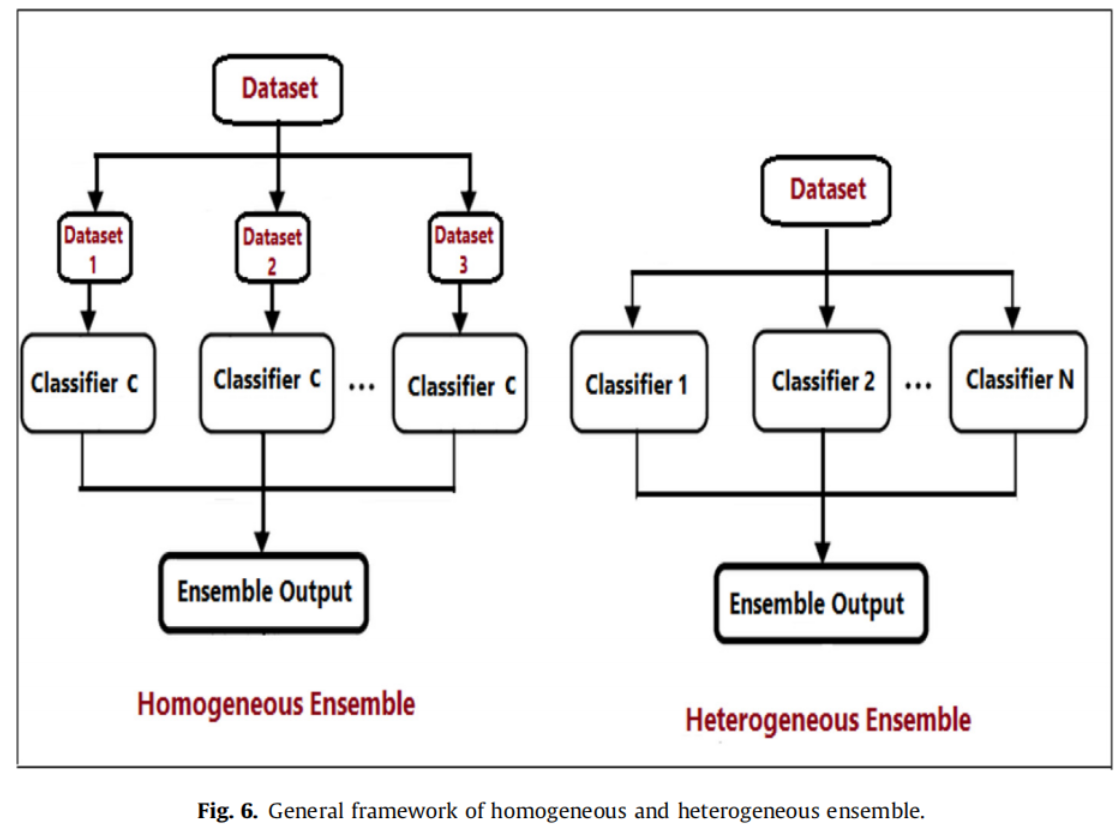 Dataset
Dataset
1
Dataset
2
Dataset
3
Classifier C
Classifier C
...
Classifier C
Ensemble Output
Homogeneous Ensemble
Dataset
Classifier 1
Classifier 2
...
Classifier N
Ensemble Output
Heterogeneous Ensemble
Fig. 6. General framework of homogeneous and heterogeneous ensemble.